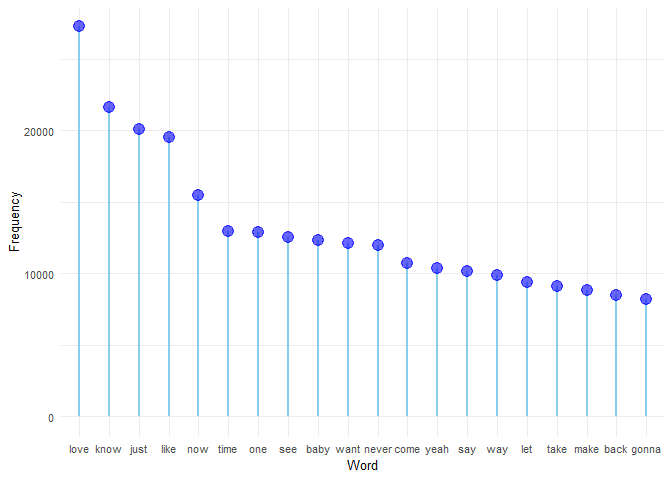 20000
10000
0
Frequency
love know just like now time one see baby want never come yeah say way let take make back gonna
Word